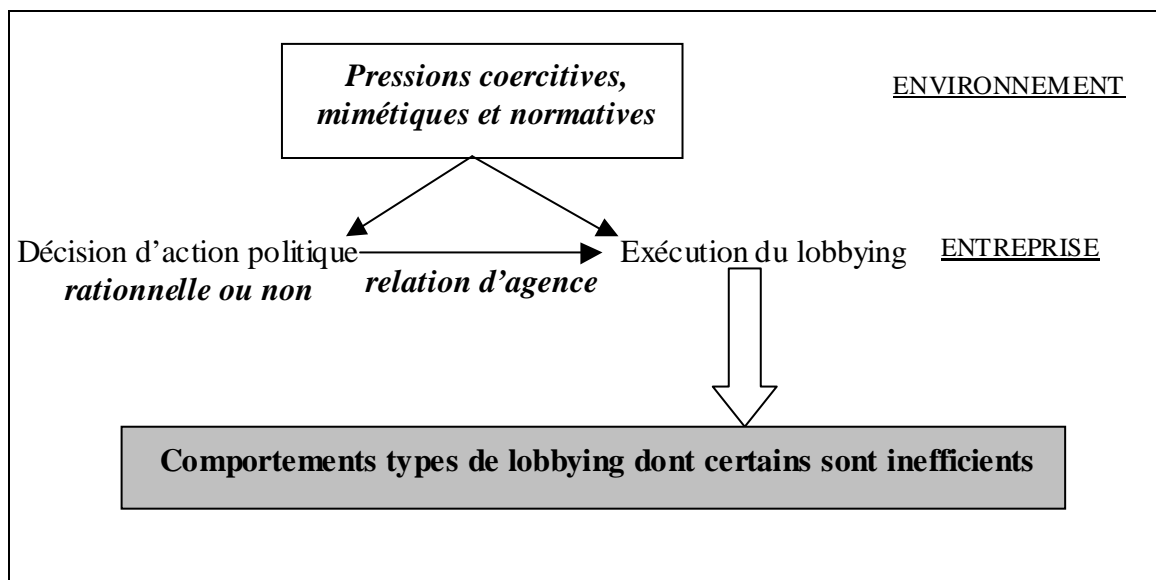 Pressions coercitives,
mimétiques et normatives
ENVIRONNEMENT
Décision d’action politique
rationnelle ou non
relation d’agence
Exécution du lobbying
ENTREPRISE
Comportements types de lobbying dont certains sont inefficients